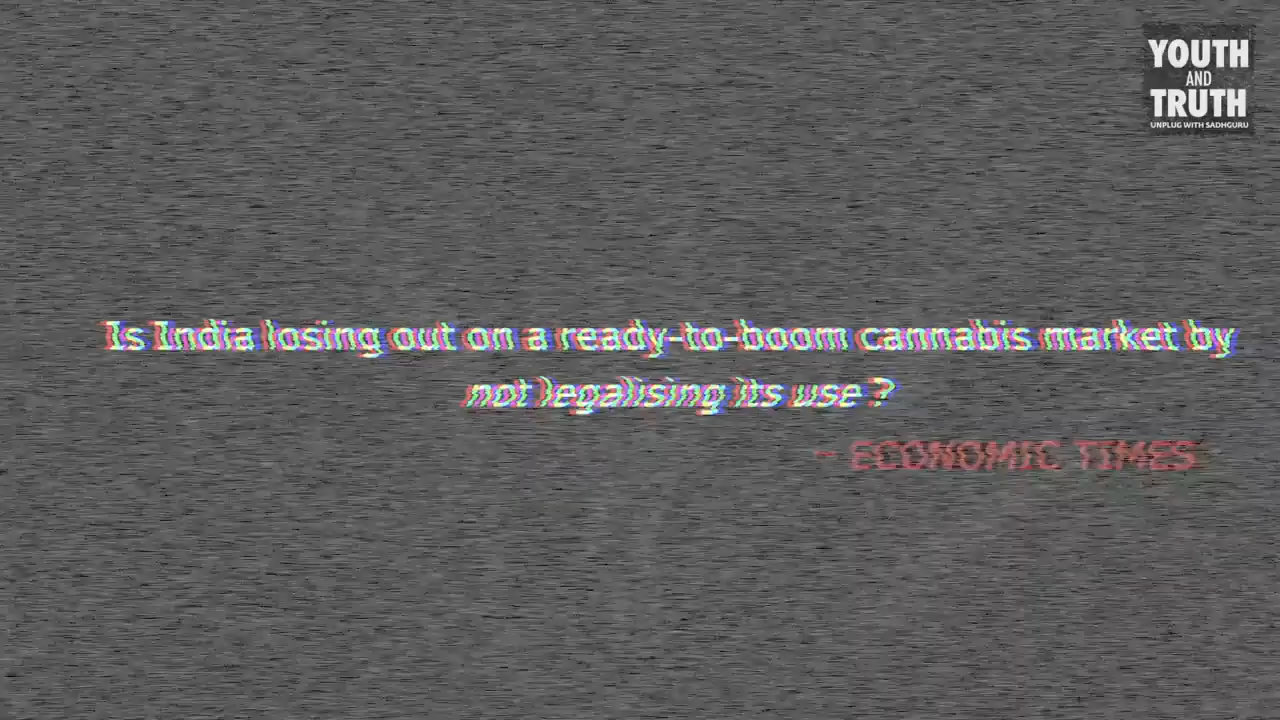 YOUTH
AND
TRUTH
UNPLUG WITH SADHGURU
Is India losing out on a ready-to-boom cannabis market by
not legalising its use ?
- ECONOMIC TIMES